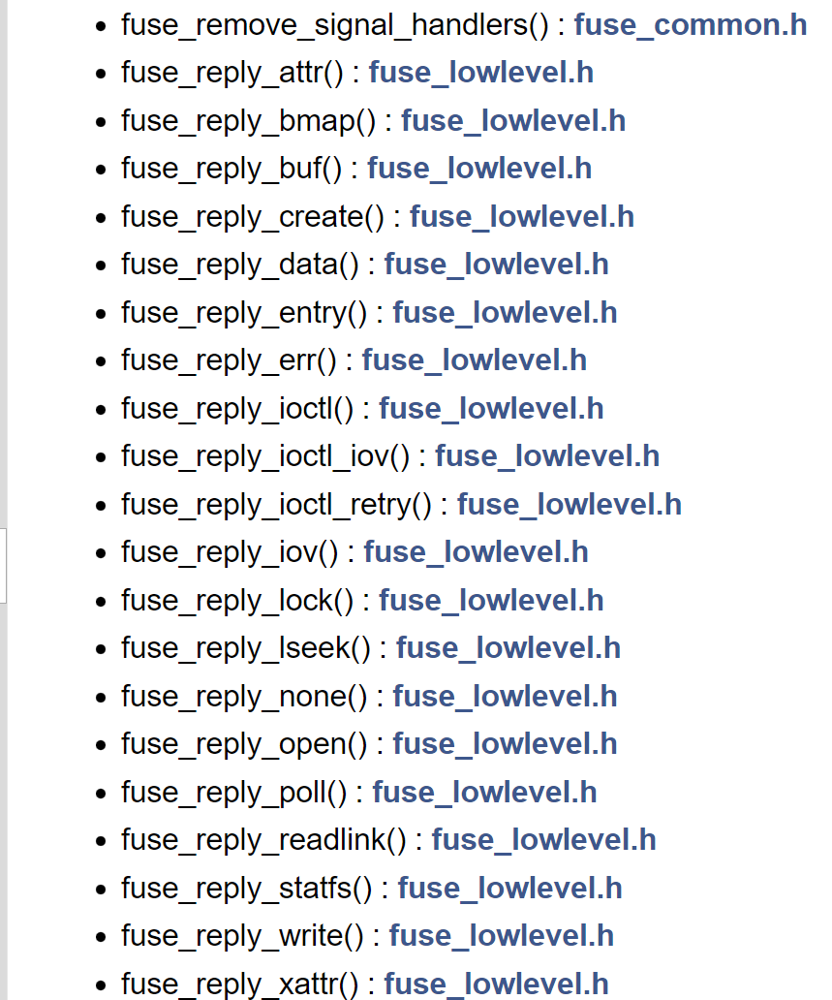 • fuse_remove_signal_handlers() : fuse_common.h
• fuse_reply_attr() : fuse_lowlevel.h
• fuse_reply_bmap() : fuse_lowlevel.h
• fuse_reply_buf() : fuse_lowlevel.h
• fuse_reply_create() : fuse_lowlevel.h
• fuse_reply_data() : fuse_lowlevel.h
• fuse_reply_entry() : fuse_lowlevel.h
• fuse_reply_err() : fuse_lowlevel.h
• fuse_reply_ioctl() : fuse_lowlevel.h
• fuse_reply_ioctl_iov() : fuse_lowlevel.h
• fuse_reply_ioctl_retry() : fuse_lowlevel.h
• fuse_reply_iov() : fuse_lowlevel.h
• fuse_reply_lock() : fuse_lowlevel.h
• fuse_reply_lseek() : fuse_lowlevel.h
• fuse_reply_none() : fuse_lowlevel.h
• fuse_reply_open() : fuse_lowlevel.h
• fuse_reply_poll() : fuse_lowlevel.h
• fuse_reply_readlink() : fuse_lowlevel.h
• fuse_reply_statfs() : fuse_lowlevel.h
• fuse_reply_write() : fuse_lowlevel.h
• fuse_reply_xattr() : fuse_lowlevel.h